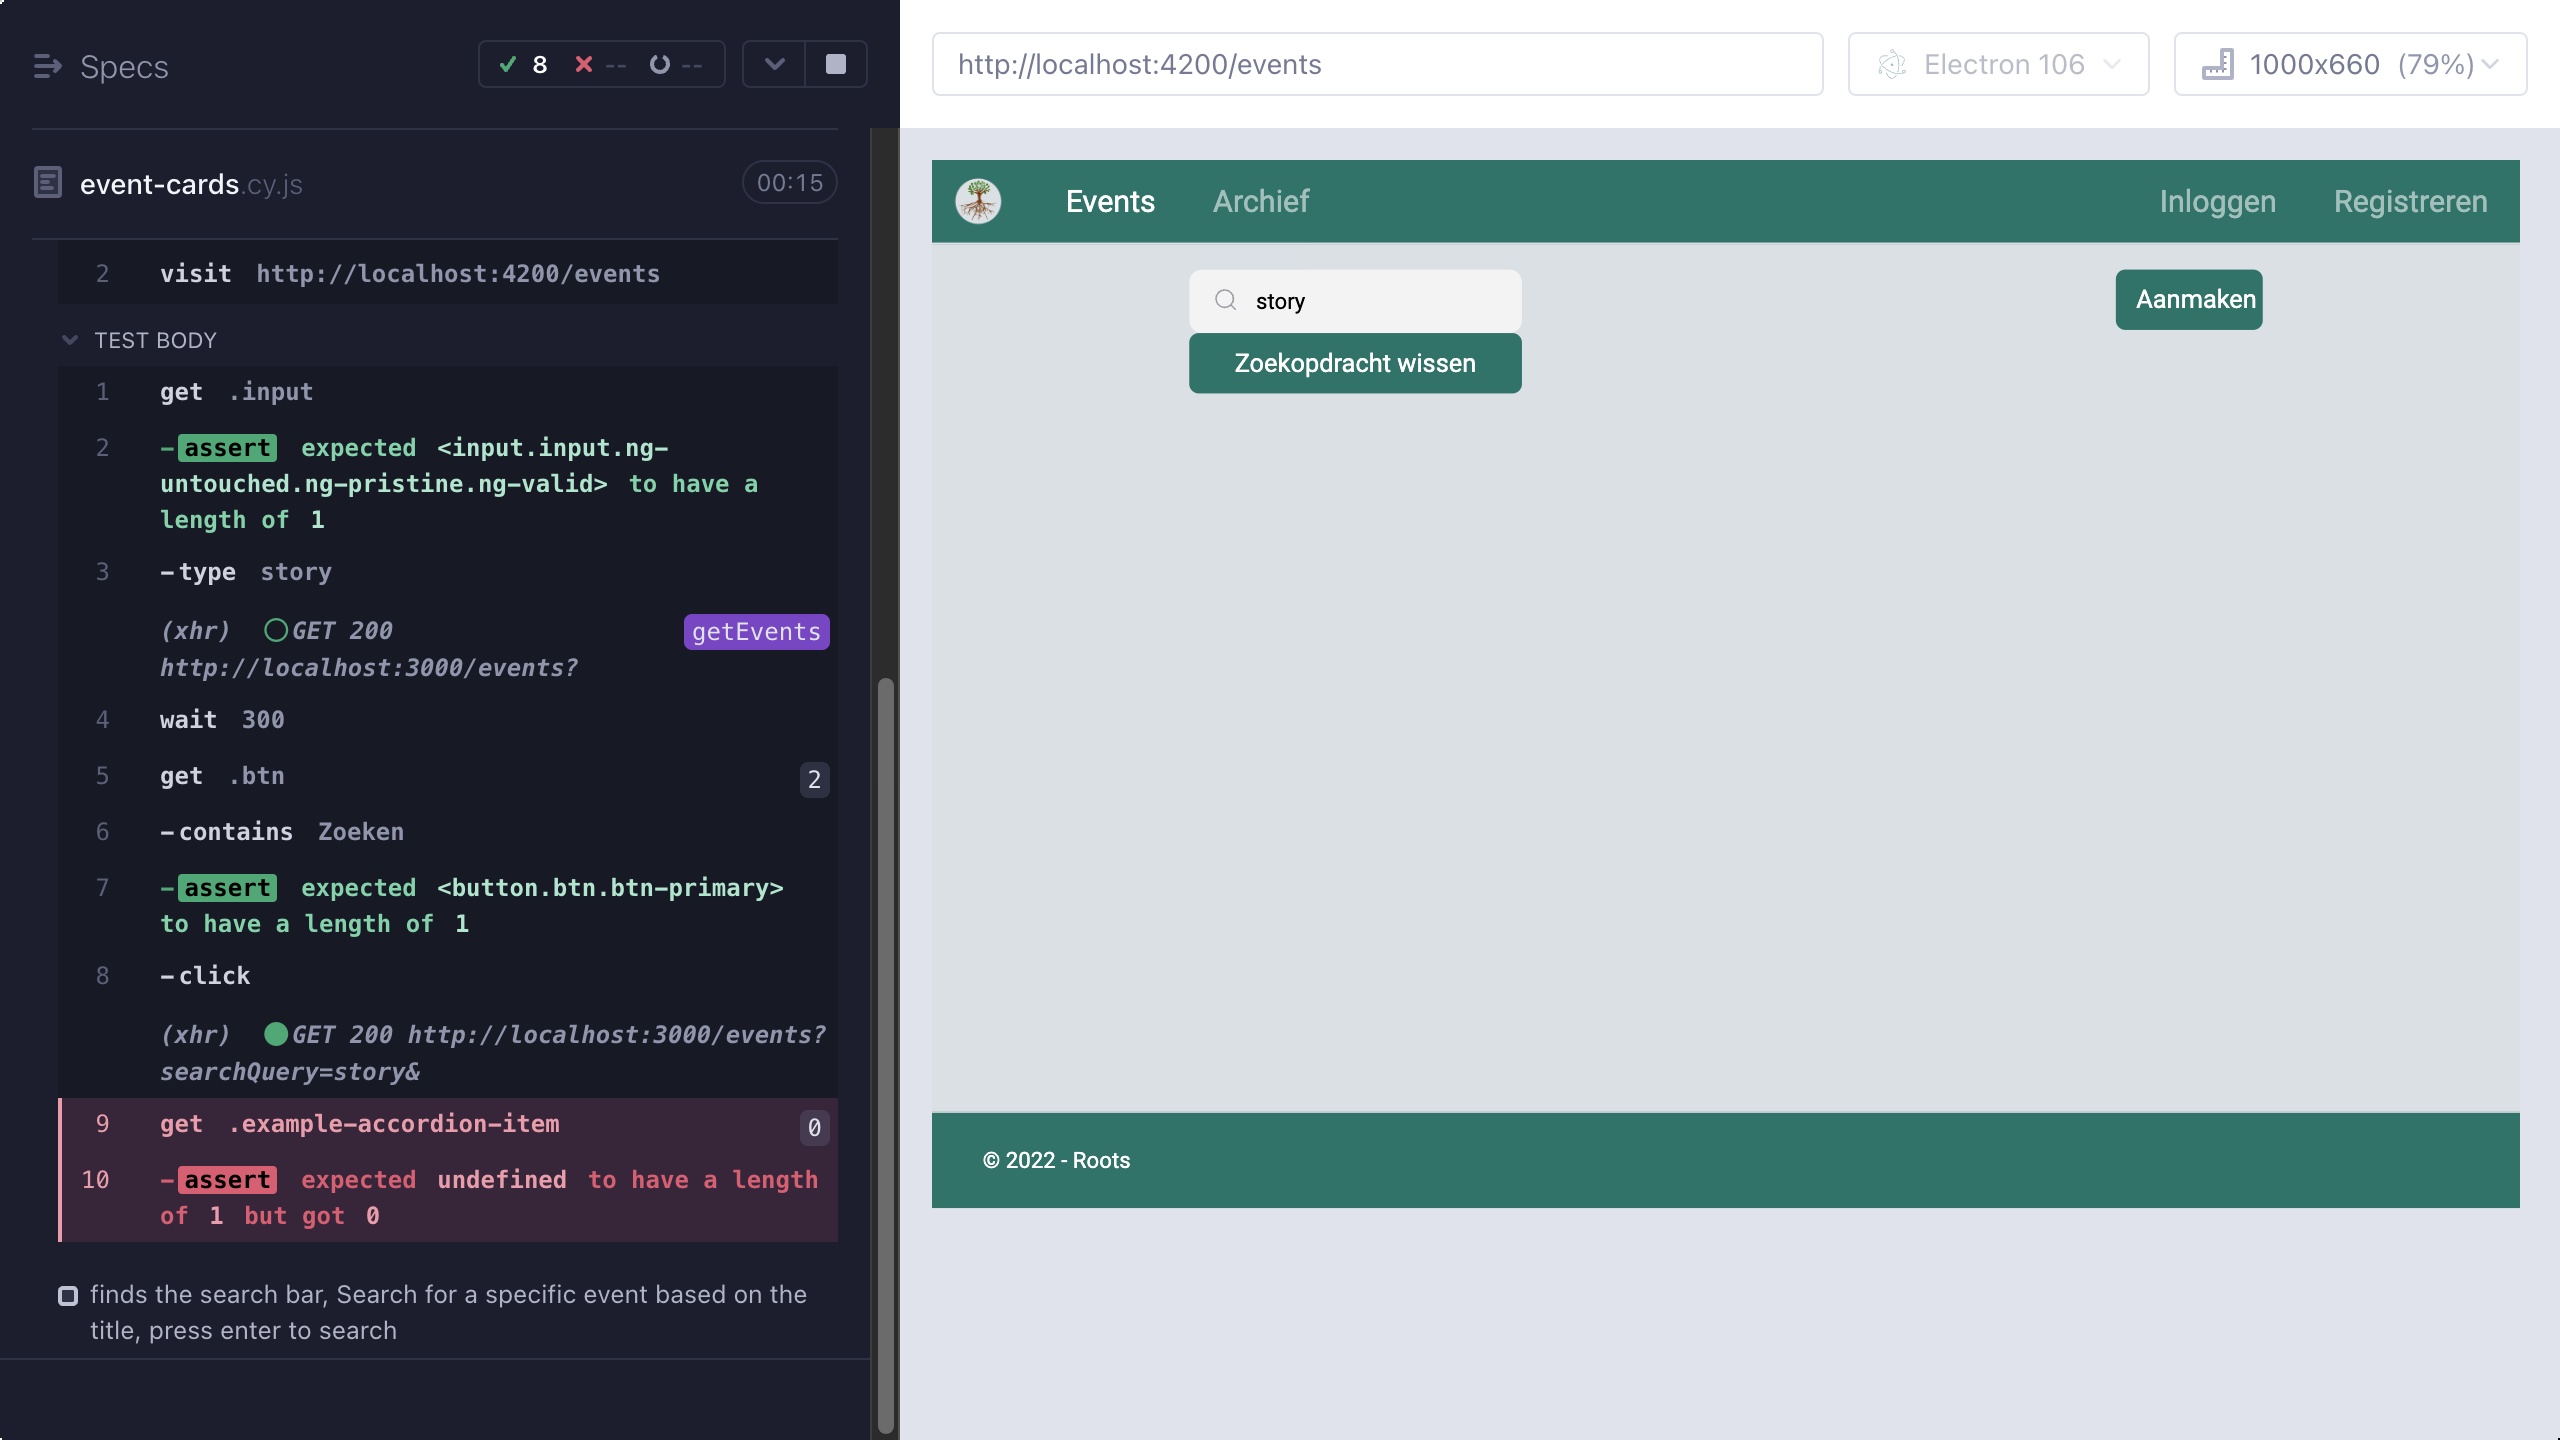 Specs
8 -- --
event-cards.cy.js
00:15
2 visit http://localhost:4200/events
TEST BODY
1 get .input
2 -assert expected <input.input.ng-
untouched.ng-pristine.ng-valid> to have a
length of 1
3 -type story
(xhr) GET 200
getEvents
http://localhost:3000/events?
4 wait 300
5 get .btn
2
6 -contains Zoeken
7 -assert expected <button.btn.btn-primary>
to have a length of 1
8 -click
(xhr) GET 200 http://localhost:3000/events?
searchQuery=story&
9 get .example-accordion-item
0
10 -assert expected undefined to have a length
of 1 but got 0
finds the search bar, Search for a specific event based on the
title, press enter to search
http://localhost:4200/events
Electron 106
1000x660 (79%)
Events Archief Inloggen Registreren
story
Aanmaken
Zoekopdracht wissen
© 2022 - Roots